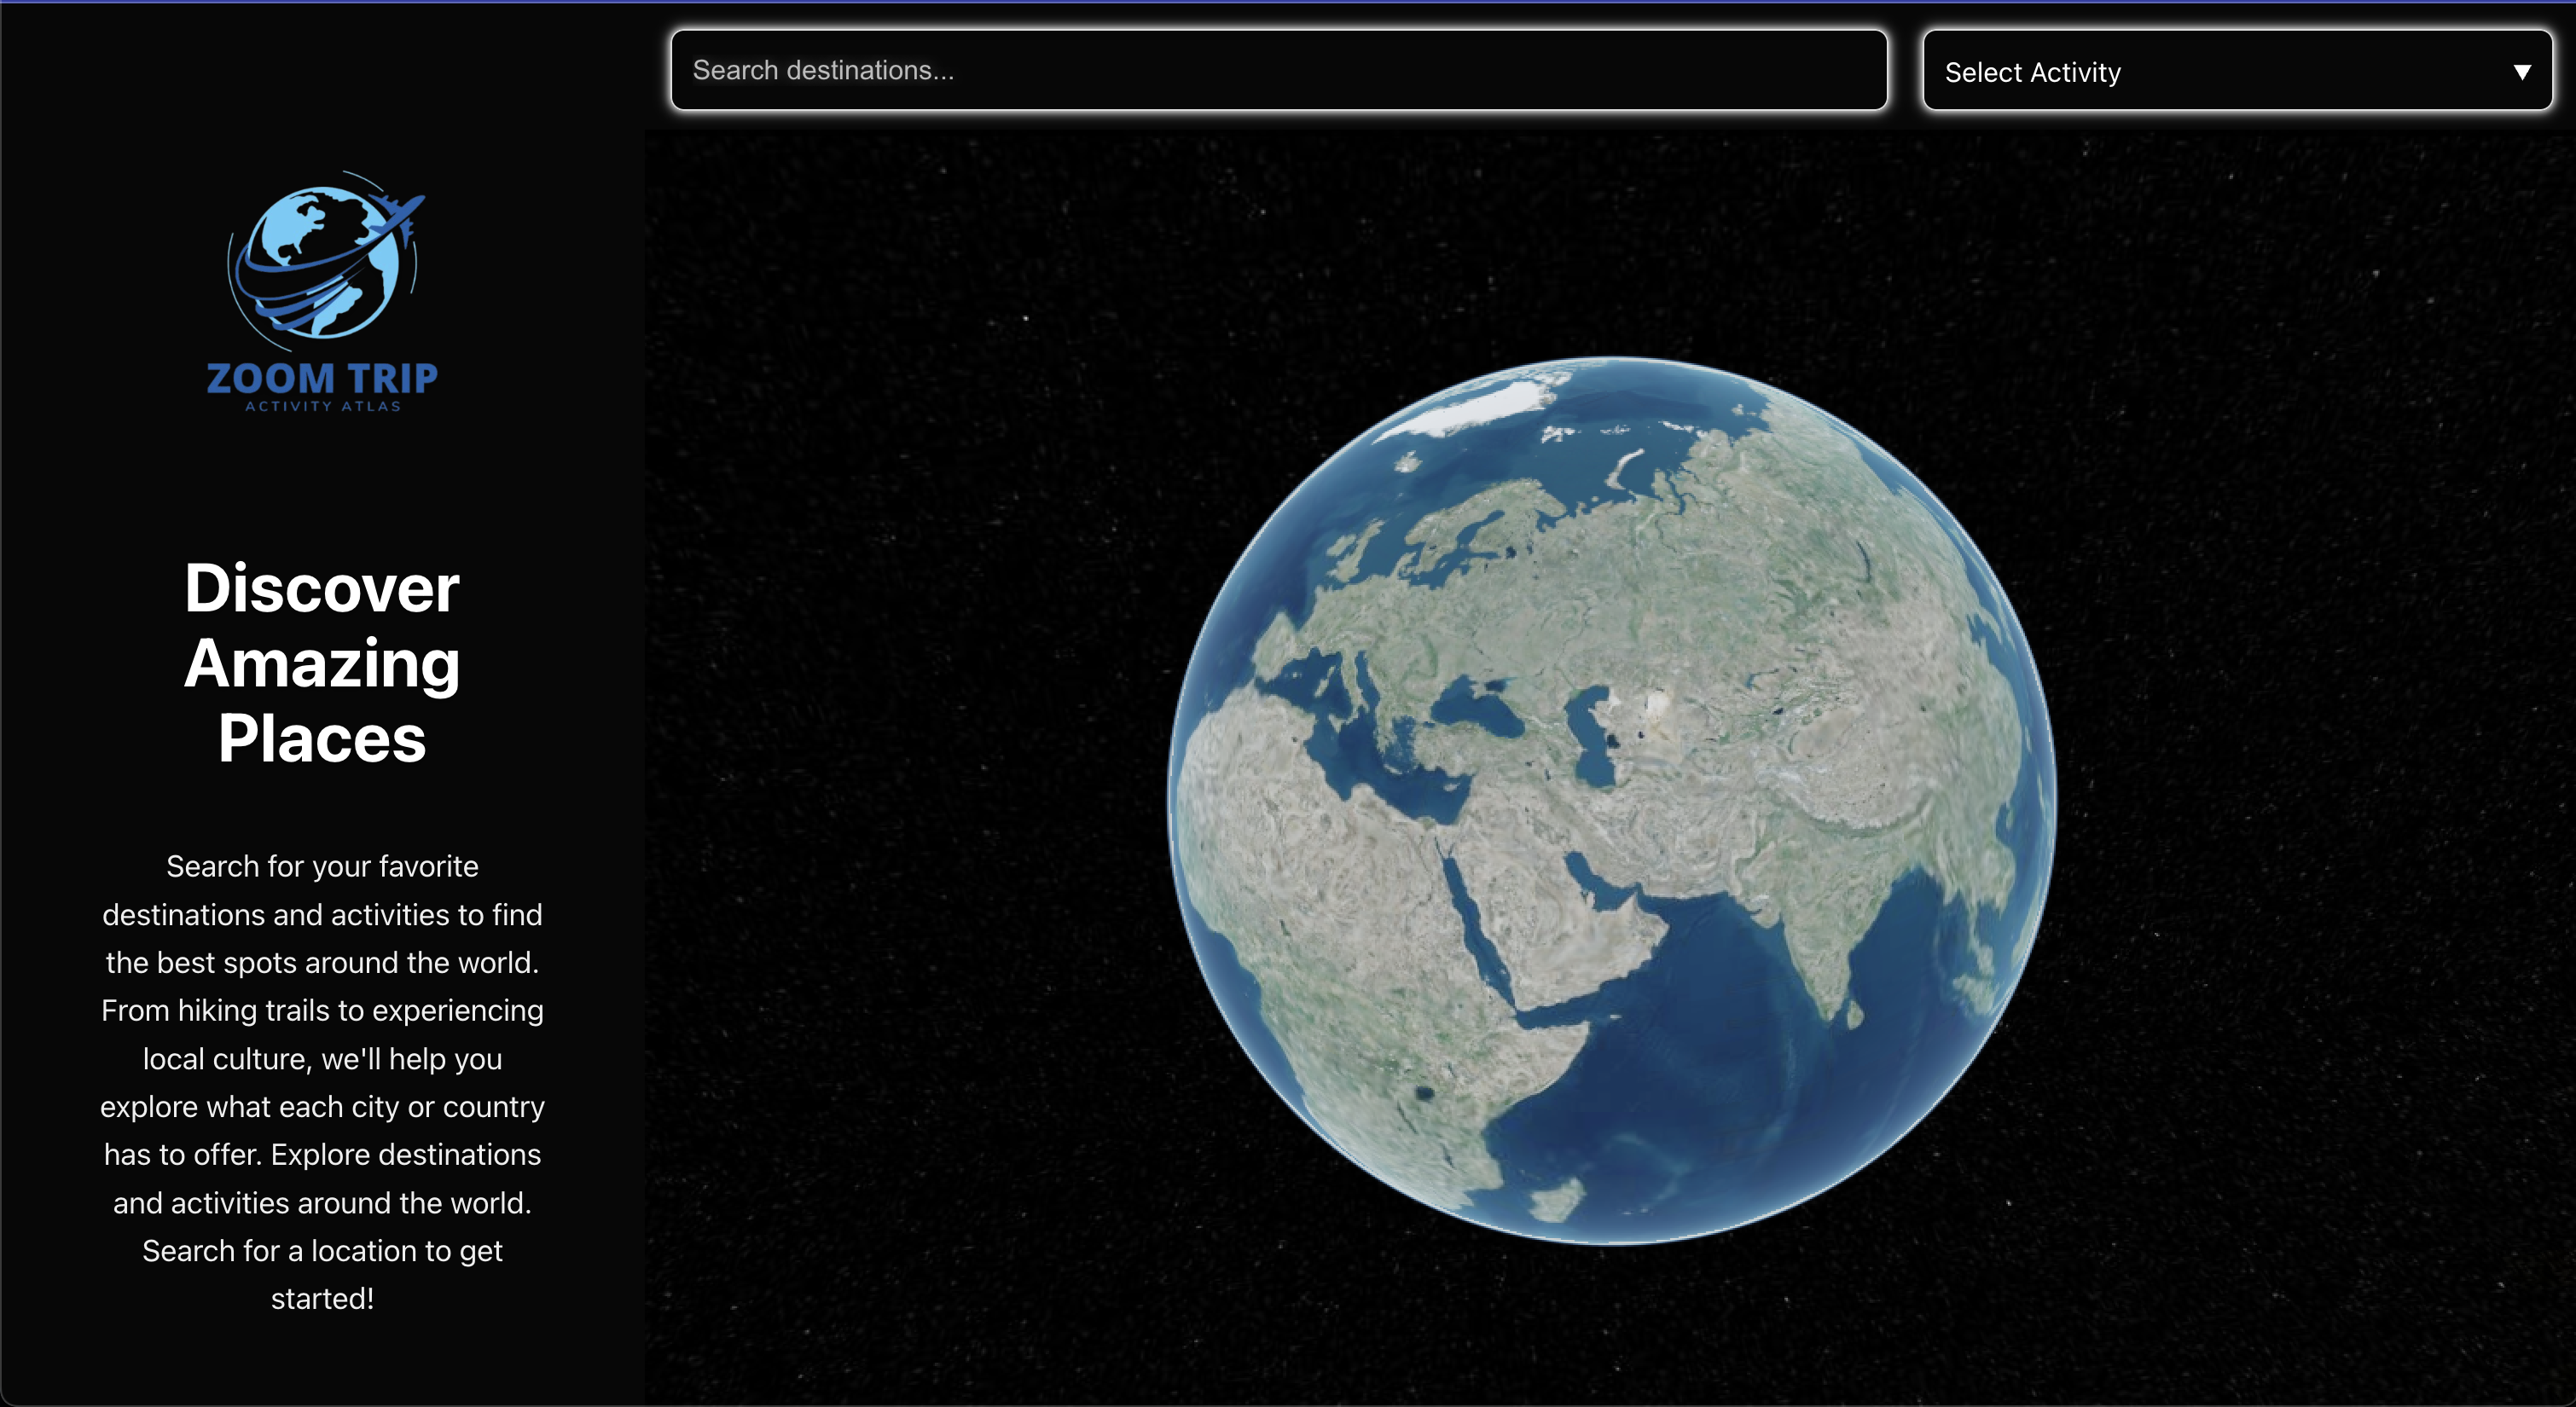 Search destinations...
Select Activity
ZOOM TRIP
ACTIVITY ATLAS
Discover
Amazing
Places
Search for your favorite
destinations and activities to find
the best spots around the world.
From hiking trails to experiencing
local culture, we'll help you
explore what each city or country
has to offer. Explore destinations
and activities around the world.
Search for a location to get
started!